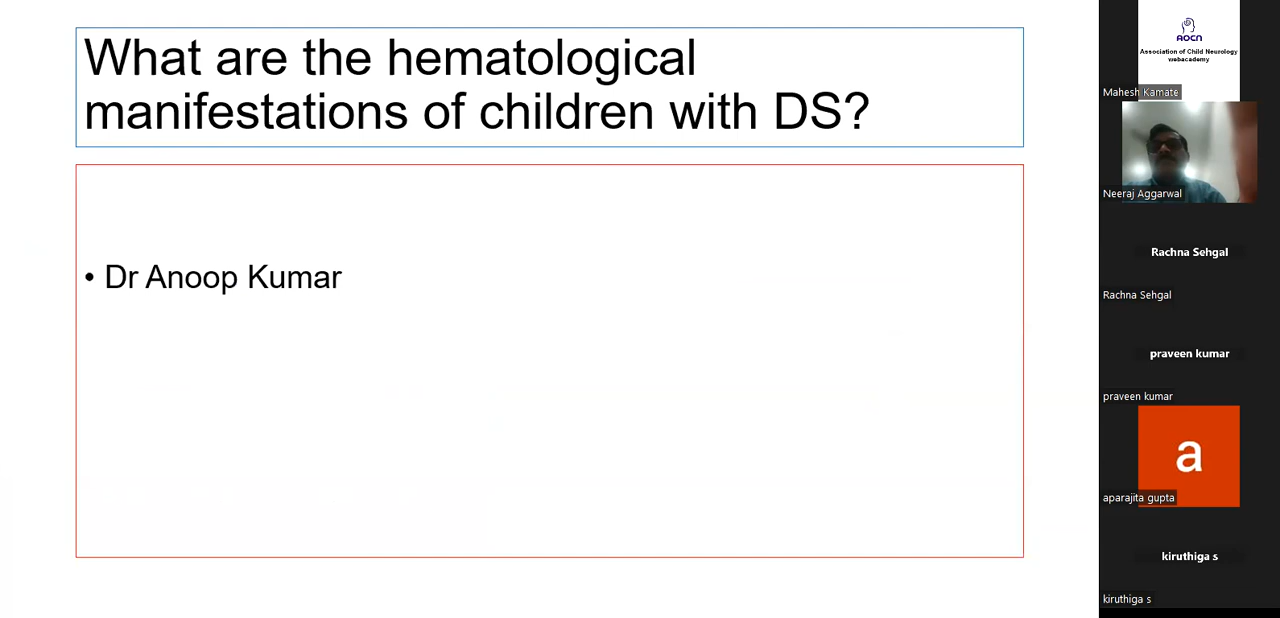 What are the hematological
manifestations of children with DS?
• Dr Anoop Kumar
AOCN
Association of Child Neurology
webacademy
Mahesh Kamate
Neeraj Aggarwal
Rachna Sehgal
Rachna Sehgal
praveen kumar
praveen kumar
a
aparajita gupta
kiruthiga s
kiruthiga s